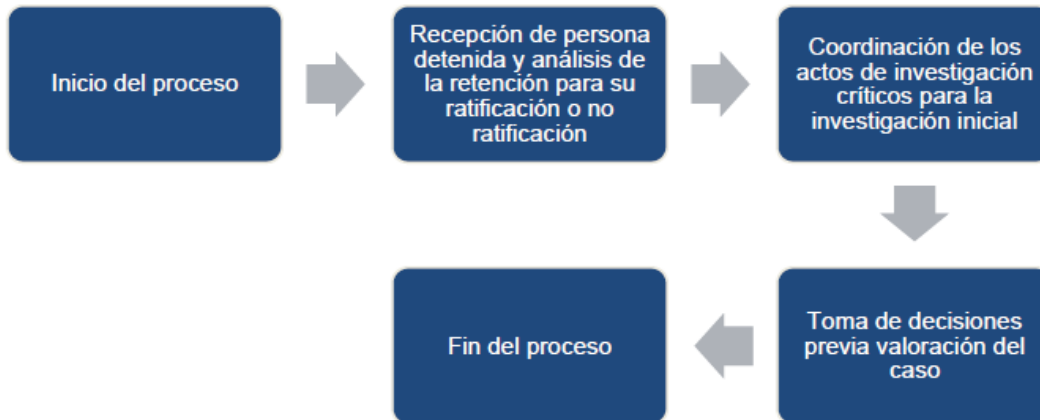 Inicio del proceso
Recepción de persona
detenida y análisis de
la retención para su
ratificación o no
ratificación
Coordinación de los
actos de investigación
críticos para la
investigación inicial
Toma de decisiones
previa valoración del
caso
Fin del proceso